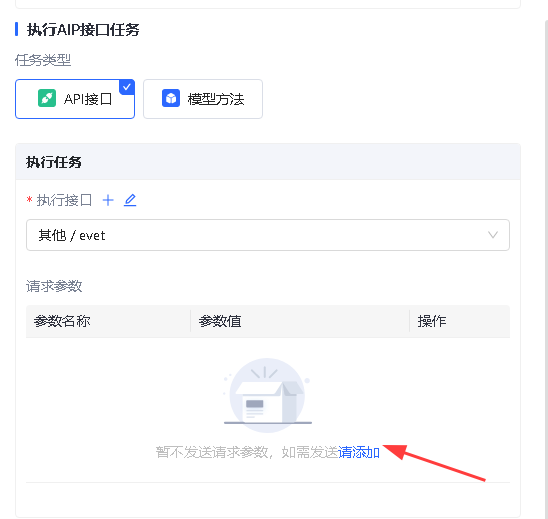 执行AIP接口任务
任务类型
API接口
模型方法
执行任务
* 执行接口
其他 / evet
请求参数
参数名称 参数值 操作
暂不发送请求参数，如需发送请添加